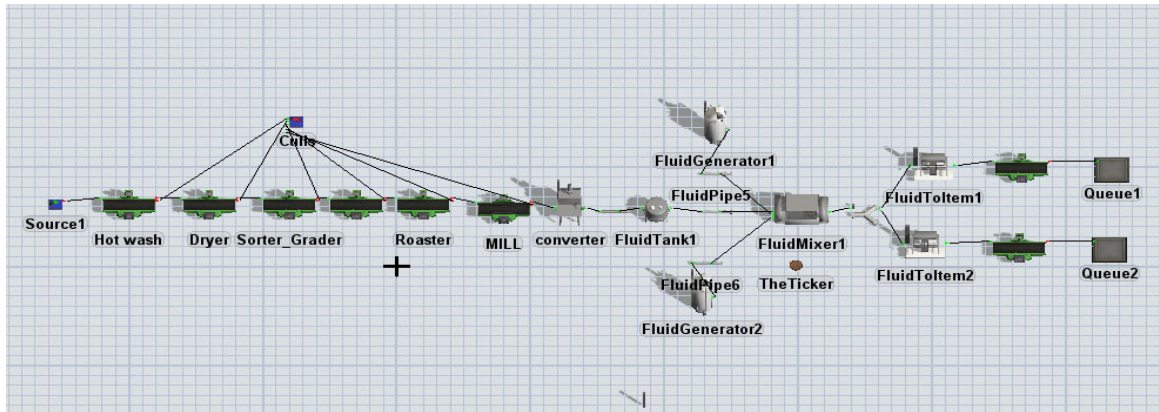 Culls
FluidGenerator1
FluidPipe5
FluidToItem1
Queue1
Source1
Hot wash
Dryer
Sorter_Grader
Roaster
MILL
converter
FluidTank1
FluidMixer1
FluidPipe6
TheTicker
FluidToItem2
Queue2
FluidGenerator2